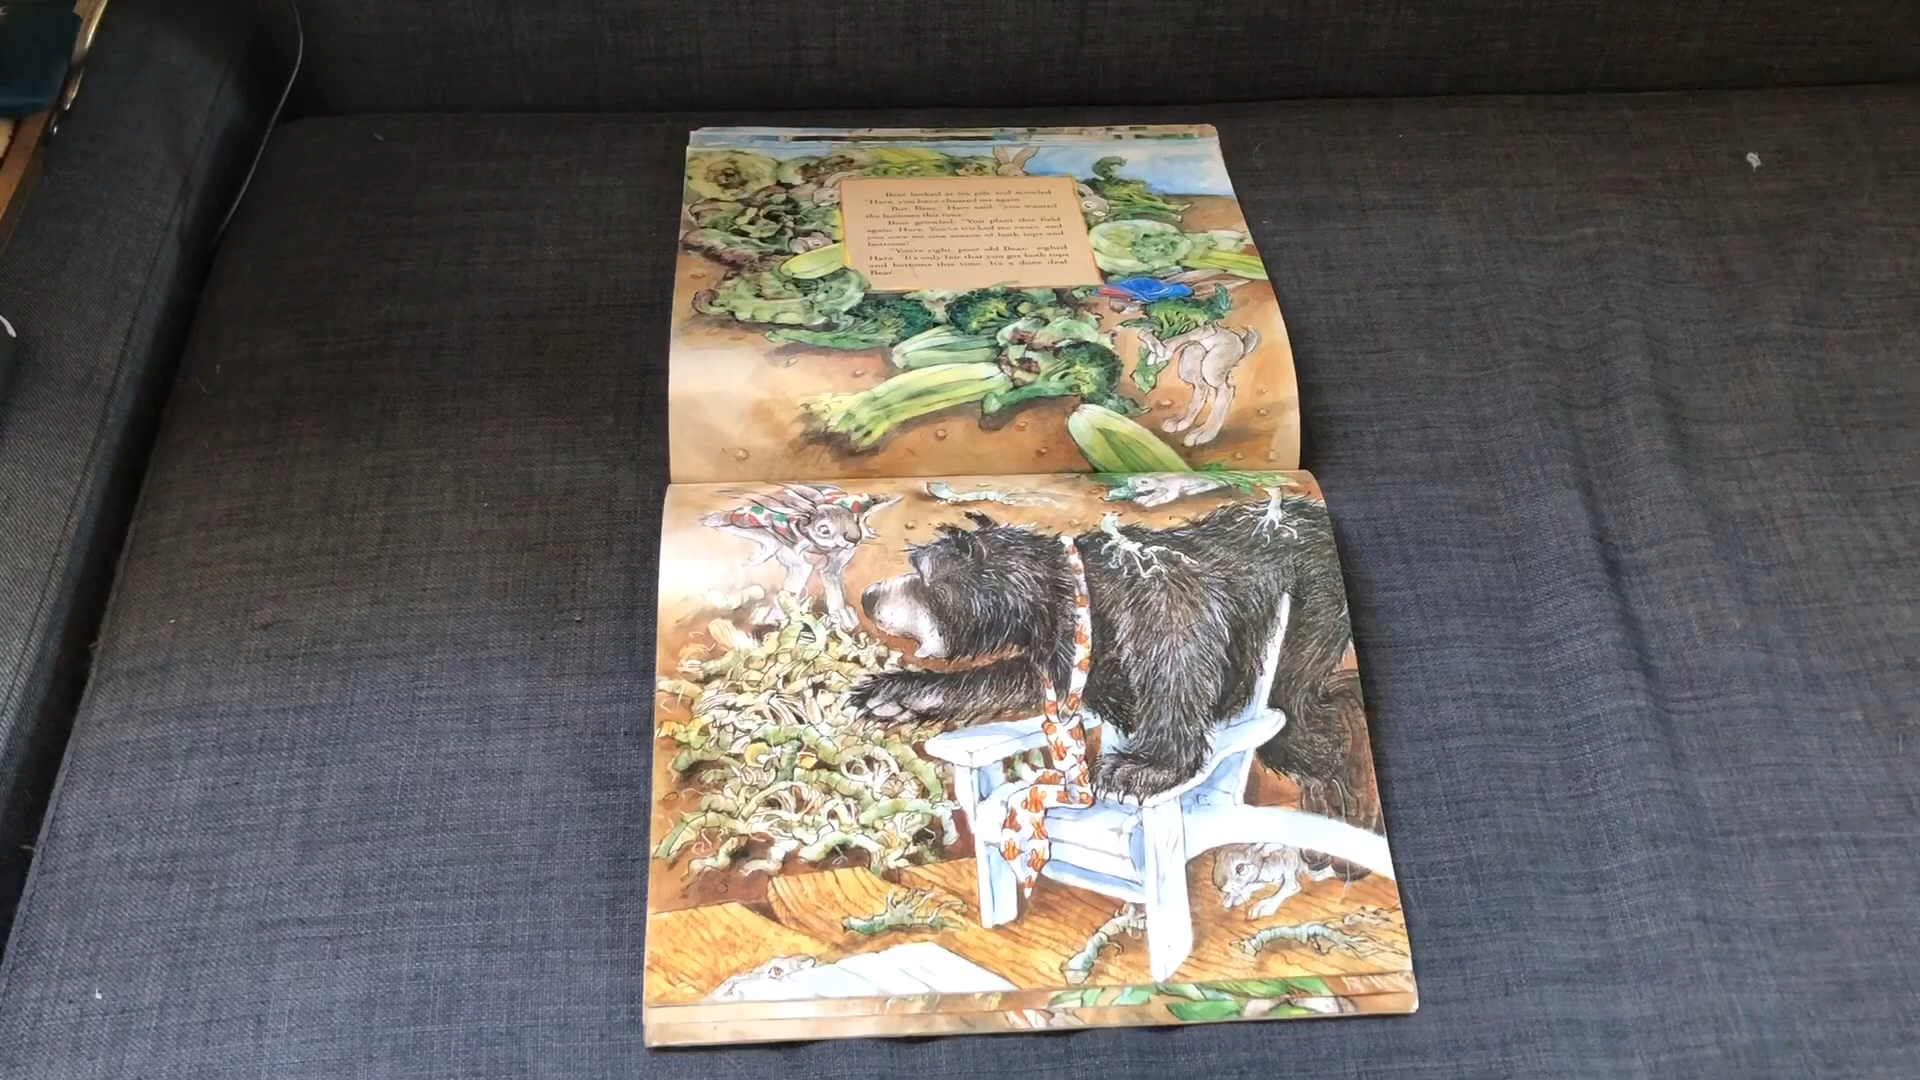 Bear looked at his pile and scowled.
"Hare, you have cheated me again."
"But, Bear," Hare said, "you wanted
the bottoms this time."
Bear growled, "You plant this field
again, Hare. You've tricked me twice, and
you owe me one season of both tops and
bottoms!"
"You're right, poor old Bear," sighed
Hare. "It's only fair that you get both tops
and bottoms this time. It's a done deal,
Bear."